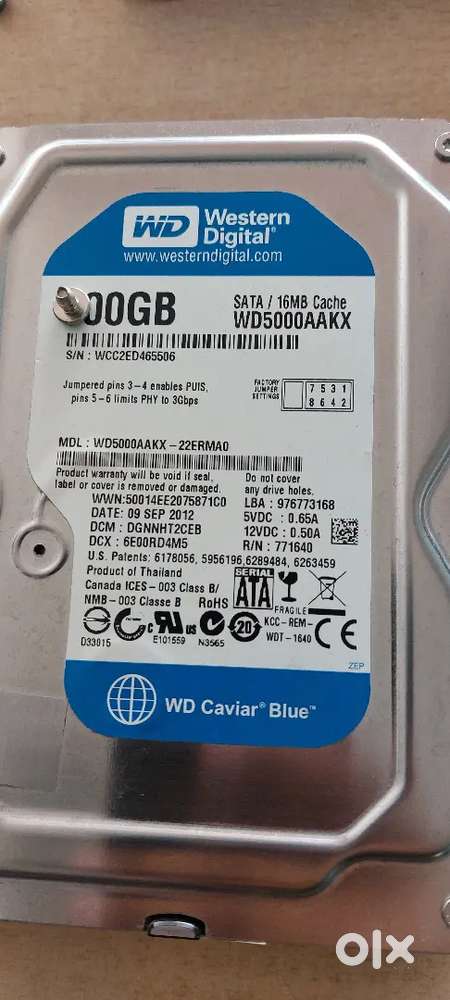 WD Western Digital®
www.westerndigital.com
00GB
SATA / 16MB Cache
WD5000AAKX
S/N : WCC2ED465506
Jumpered pins 3-4 enables PUIS,
pins 5-6 limits PHY to 3Gbps
FACTORY JUMPER SETTINGS
7 5 3 1
8 6 4 2
MDL : WD5000AAKX-22ERMA0
Product warranty will be void if seal,
label or cover is removed or damaged.
Do not cover
any drive holes.
WWN:50014EE2075871C0
LBA : 976773168
DATE: 09 SEP 2012
5VDC : 0.65A
DCM : DGNNHT2CEB
12VDC : 0.50A
DCX : 6E00RD4M5
R/N : 771640
U.S. Patents: 6178056, 5956196,6289484, 6263459
Product of Thailand
Canada ICES-003 Class B/
NMB-003 Classe B RoHS
SERIAL ATA
FRAGILE
KCC-REM-
WDT-1640
CE
D33015
c us
E101559
N3565
20
ZEP
WD Caviar® Blue™
olx